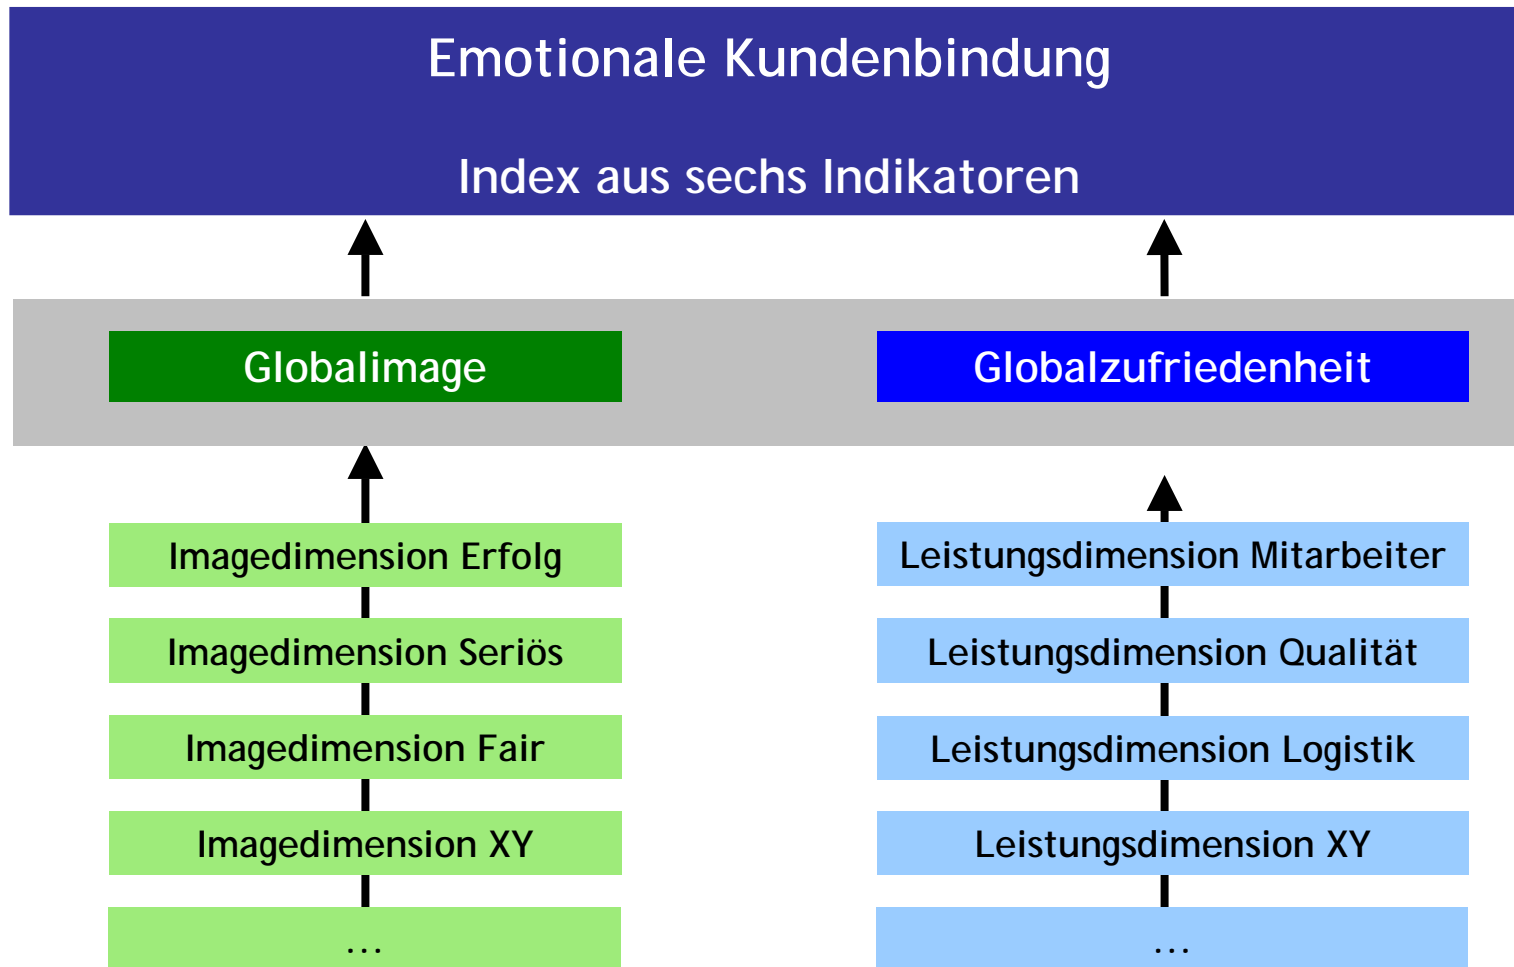 Emotionale Kundenbindung
Index aus sechs Indikatoren
Globalimage
Globalzufriedenheit
Imagedimension Erfolg
Imagedimension Seriös
Imagedimension Fair
Imagedimension XY
...
Leistungsdimension Mitarbeiter
Leistungsdimension Qualität
Leistungsdimension Logistik
Leistungsdimension XY
...